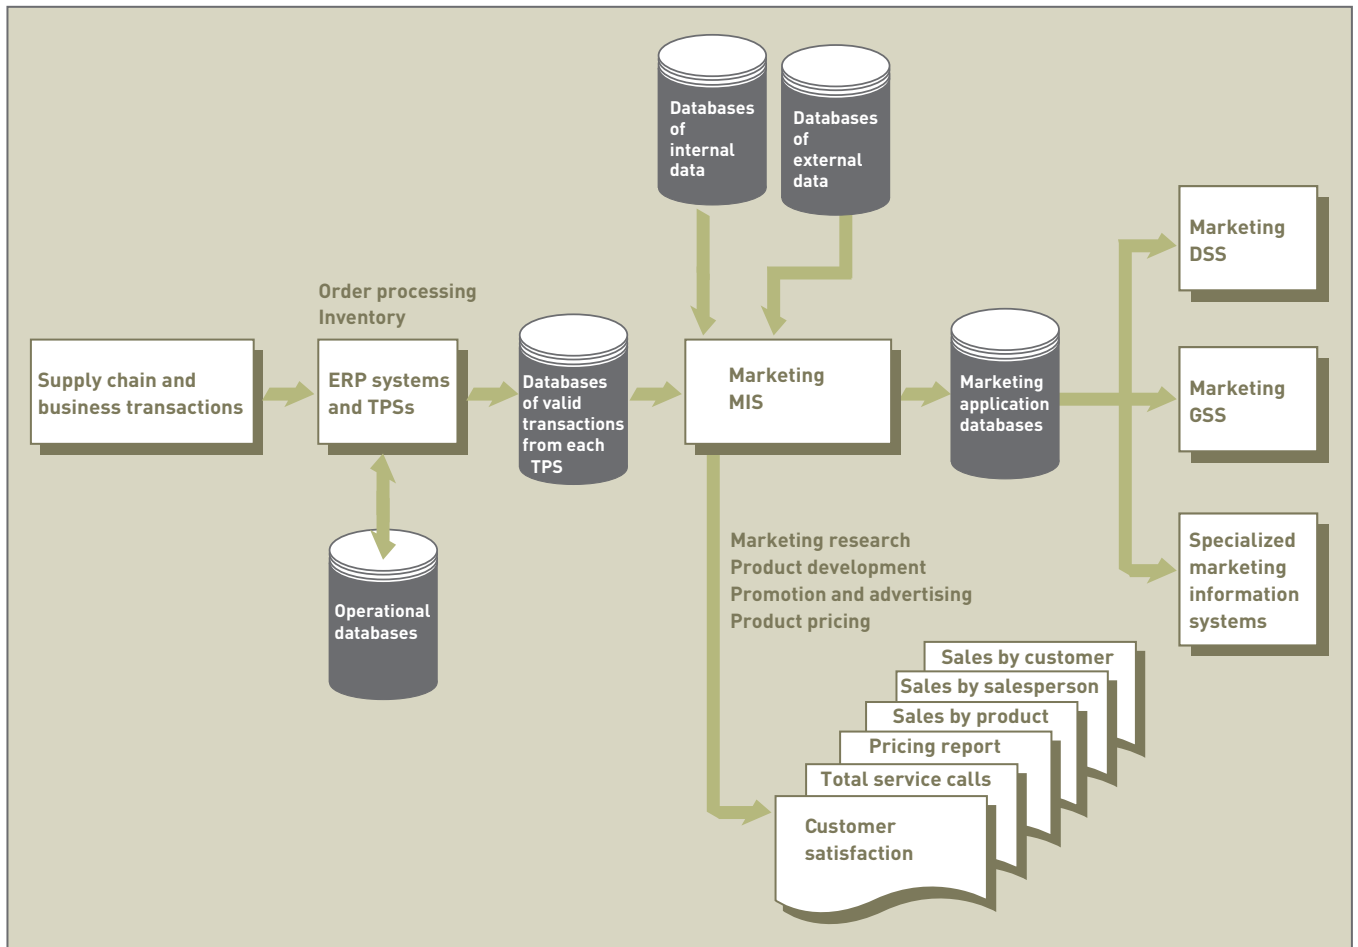 Databases
of
internal
data
Databases
of
external
data
Marketing
DSS
Order processing
Inventory
Supply chain and
business transactions
ERP systems
and TPSs
Databases
of valid
transactions
from each
TPS
Marketing
MIS
Marketing
application
databases
Marketing
GSS
Operational
databases
Marketing research
Product development
Promotion and advertising
Product pricing
Specialized
marketing
information
systems
Sales by customer
Sales by salesperson
Sales by product
Pricing report
Total service calls
Customer
satisfaction